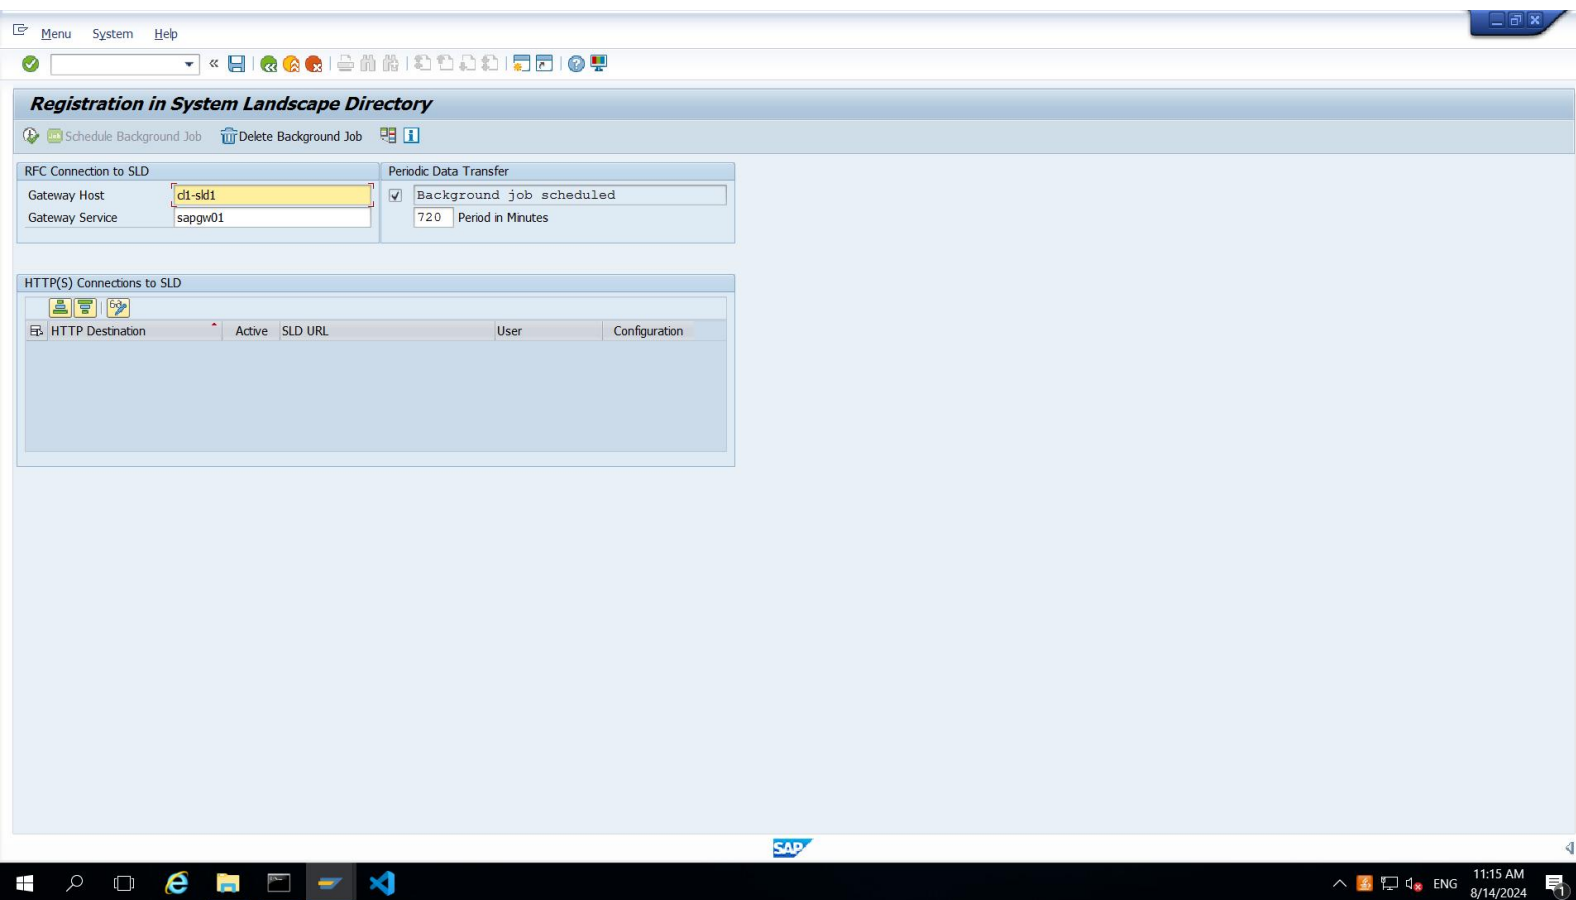 Menu System Help
Registration in System Landscape Directory
Schedule Background Job Delete Background Job
RFC Connection to SLD
Periodic Data Transfer
Gateway Host cl1-sld1
Background job scheduled
Gateway Service sapgw01
720 Period in Minutes
HTTP(S) Connections to SLD
HTTP Destination Active SLD URL User Configuration
SAP
ENG
11:15 AM
8/14/2024
1